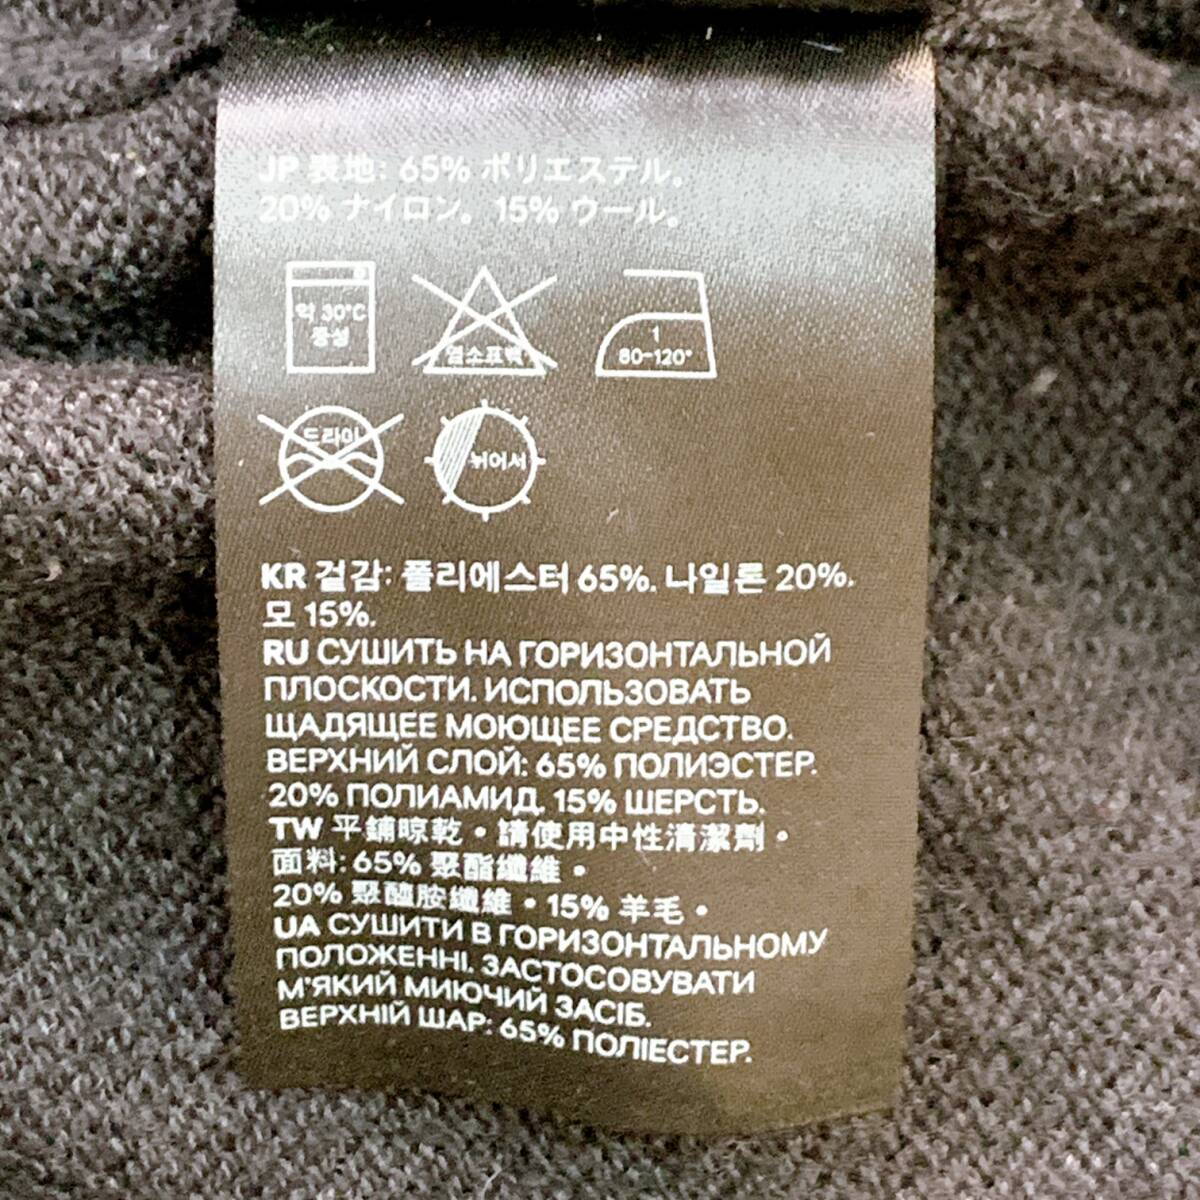 JP 表地: 65% ポリエステル。
20% ナイロン。 15% ウール。
약 30°C
중성
염소표백
1
80-120°
드라이
뉘어서
KR 겉감: 폴리에스터 65%. 나일론 20%.
모 15%.
RU СУШИТЬ НА ГОРИЗОНТАЛЬНОЙ
ПЛОСКОСТИ. ИСПОЛЬЗОВАТЬ
ЩАДЯЩЕЕ МОЮЩЕЕ СРЕДСТВО.
ВЕРХНИЙ СЛОЙ: 65% ПОЛИЭСТЕР.
20% ПОЛИАМИД. 15% ШЕРСТЬ.
TW 平鋪晾乾・請使用中性清潔劑・
面料: 65% 聚酯纖維・
20% 聚醯胺纖維・15% 羊毛・
UA СУШИТИ В ГОРИЗОНТАЛЬНОМУ
ПОЛОЖЕННІ. ЗАСТОСОВУВАТИ
М'ЯКИЙ МИЮЧИЙ ЗАСІБ.
ВЕРХНІЙ ШАР: 65% ПОЛІЕСТЕР.